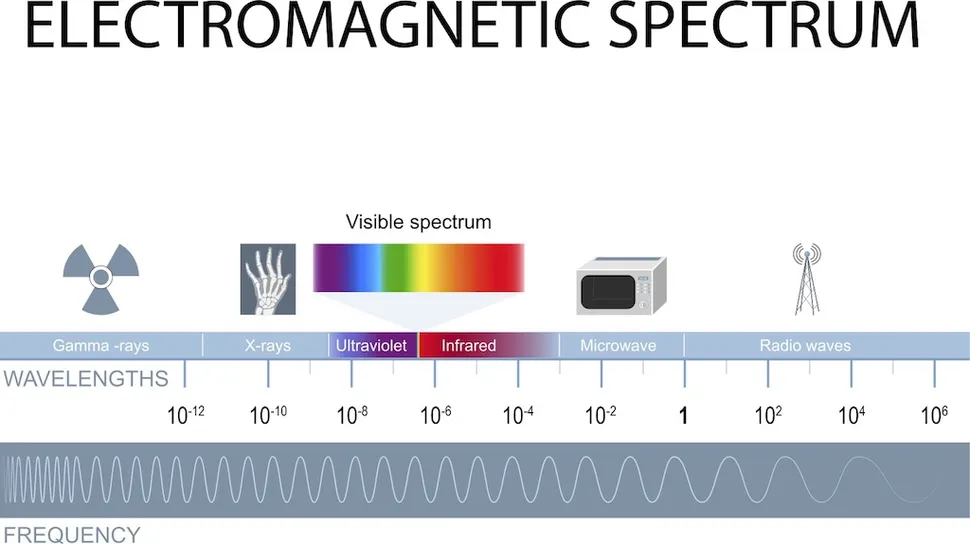 ELECTROMAGNETIC SPECTRUM
Visible spectrum
Gamma -rays X-rays Ultraviolet Infrared Microwave Radio waves
WAVELENGTHS
10⁻¹² 10⁻¹⁰ 10⁻⁸ 10⁻⁶ 10⁻⁴ 10⁻² 1 10² 10⁴ 10⁶
FREQUENCY